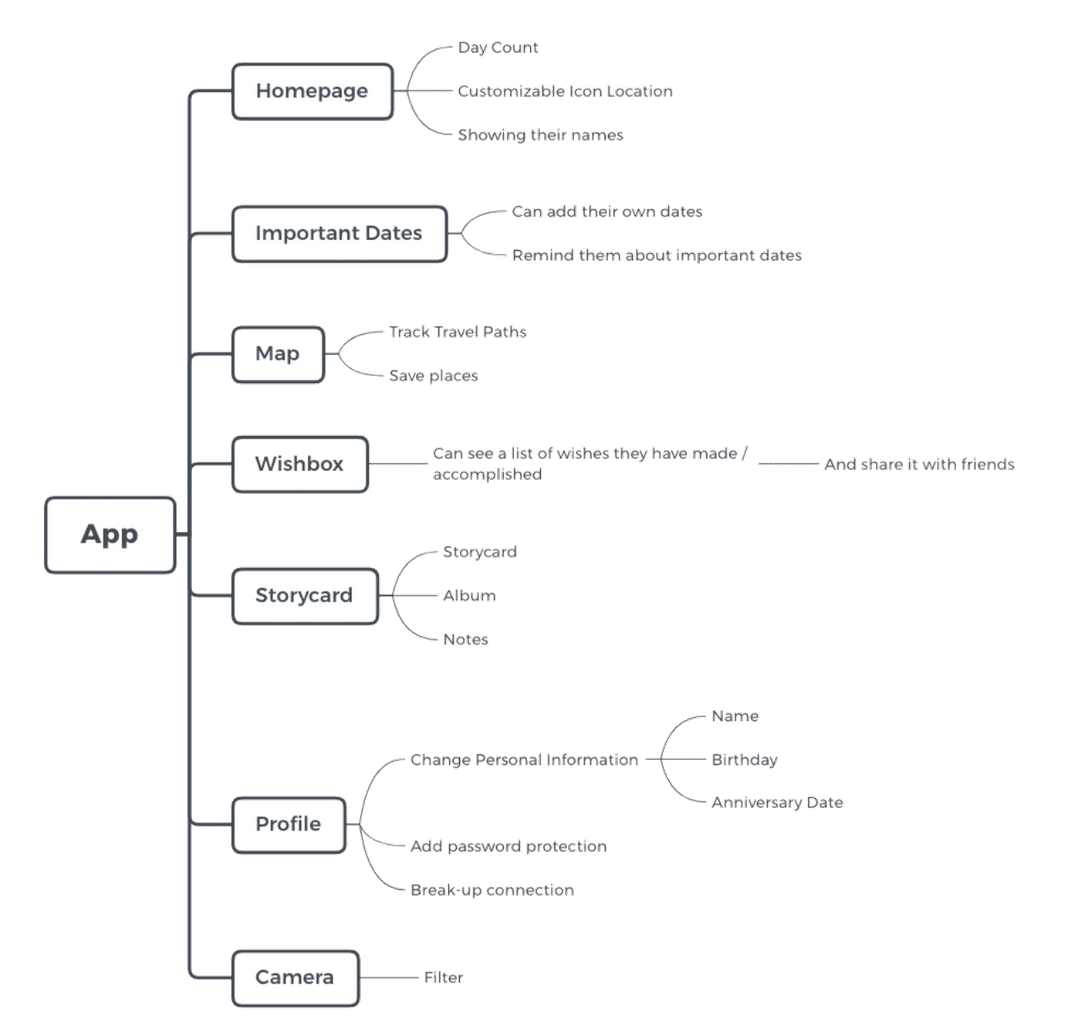 Day Count
Homepage
Customizable Icon Location
Showing their names
Can add their own dates
Important Dates
Remind them about important dates
Track Travel Paths
Map
Save places
Wishbox
Can see a list of wishes they have made /
accomplished
And share it with friends
App
Storycard
Storycard
Album
Notes
Name
Change Personal Information
Birthday
Anniversary Date
Profile
Add password protection
Break-up connection
Camera
Filter